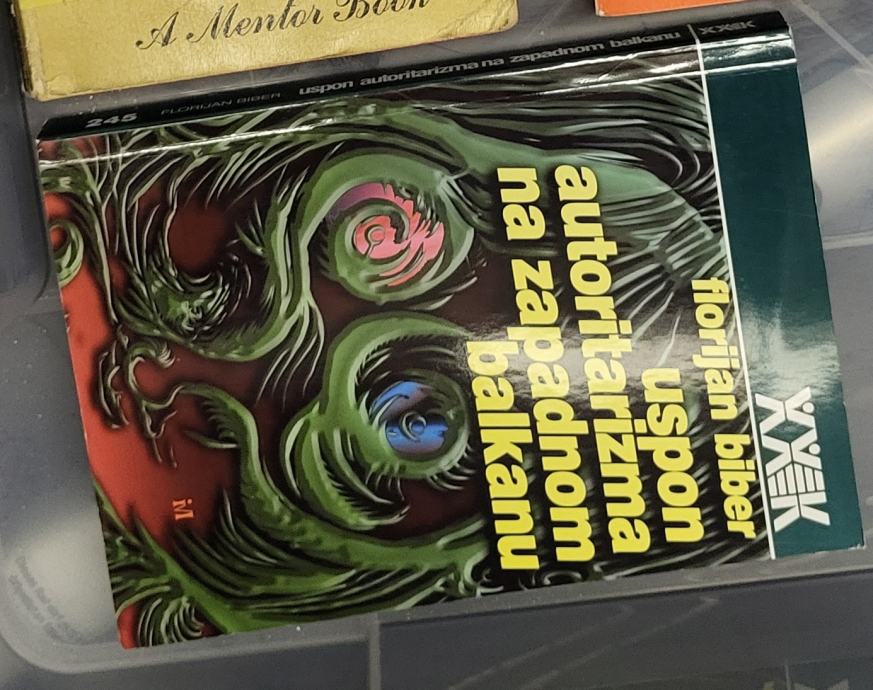 A Mentor Book
245 FLORIJAN BIBER uspon autoritarizma na zapadnom balkanu XX VEK
XX VEK
florijan biber
uspon
autoritarizma
na zapadnom
balkanu